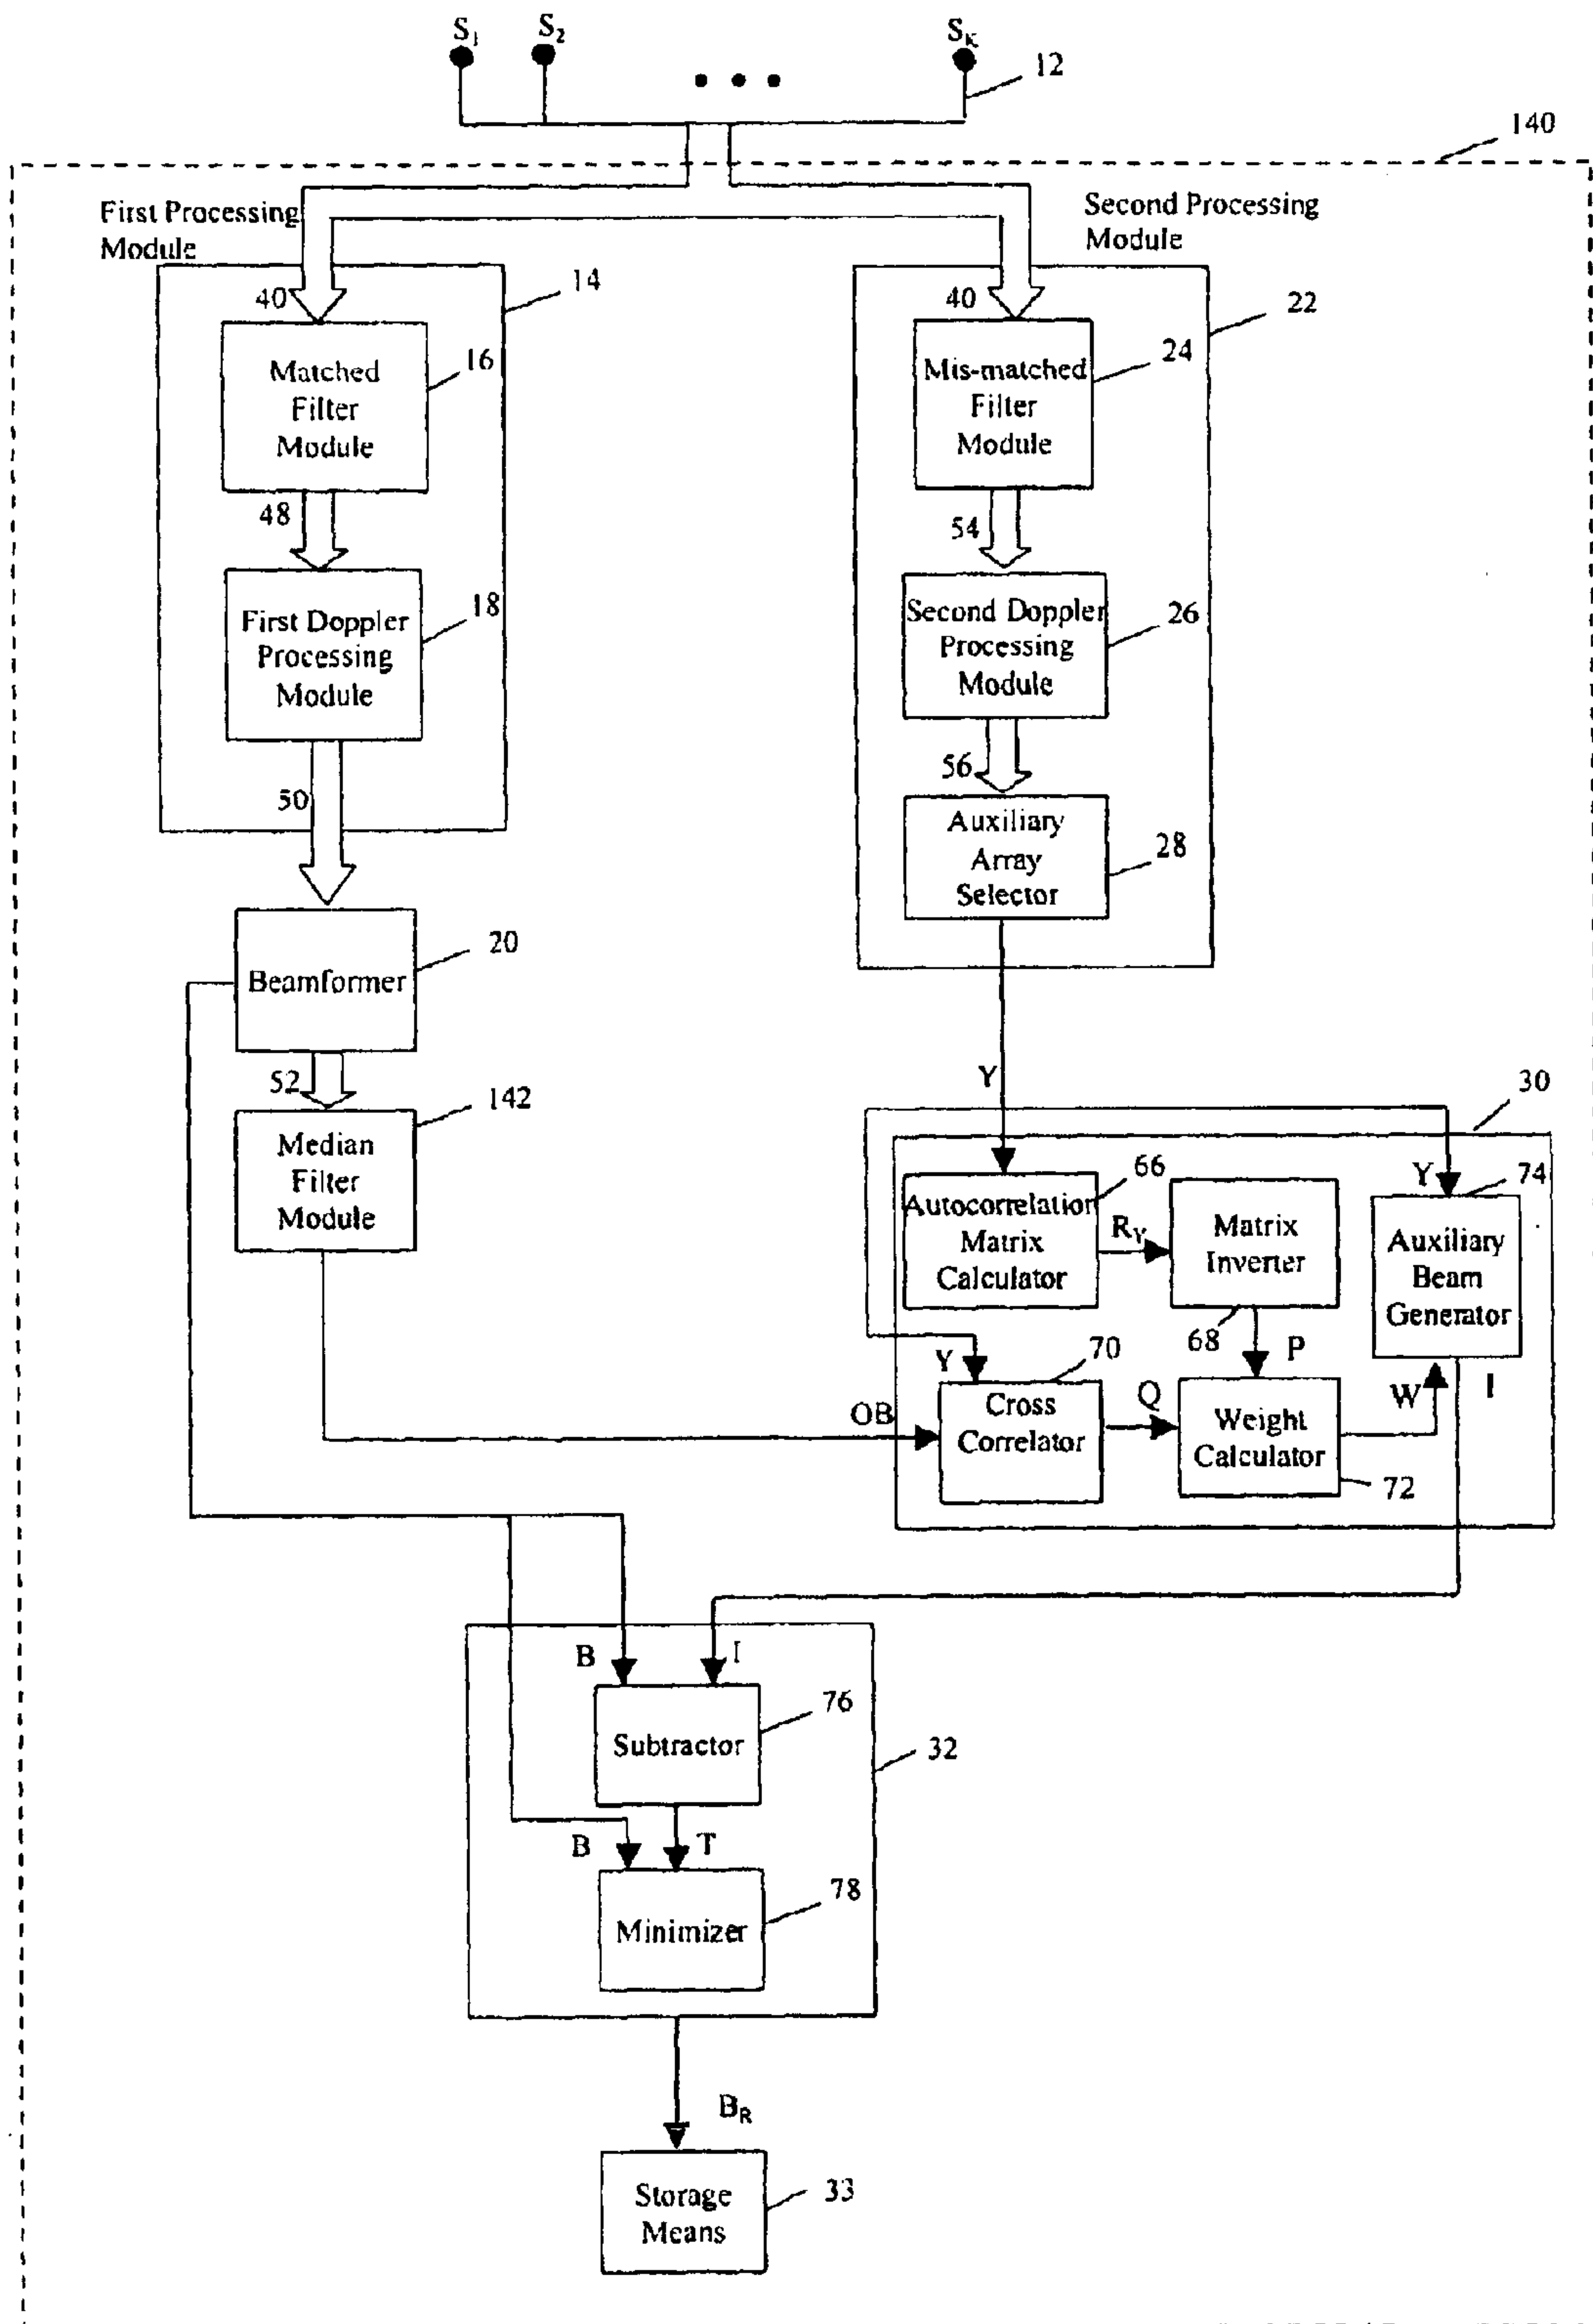 S₁ S₂ • • • Sₖ
12
140
First Processing
Module
Second Processing
Module
40
14
40
22
Matched
Filter
Module
16
Mis-matched
Filter
Module
24
48
54
First Doppler
Processing
Module
18
Second Doppler
Processing
Module
26
50
56
Auxiliary
Array
Selector
28
Beamformer
20
52
Y
30
Median
Filter
Module
142
Autocorrelation
Matrix
Calculator
66
R_Y
Matrix
Inverter
68
Y
74
Auxiliary
Beam
Generator
P
Y
70
OB
Cross
Correlator
Q
Weight
Calculator
72
W
I
B
I
Subtractor
76
32
B
T
Minimizer
78
B_R
Storage
Means
33